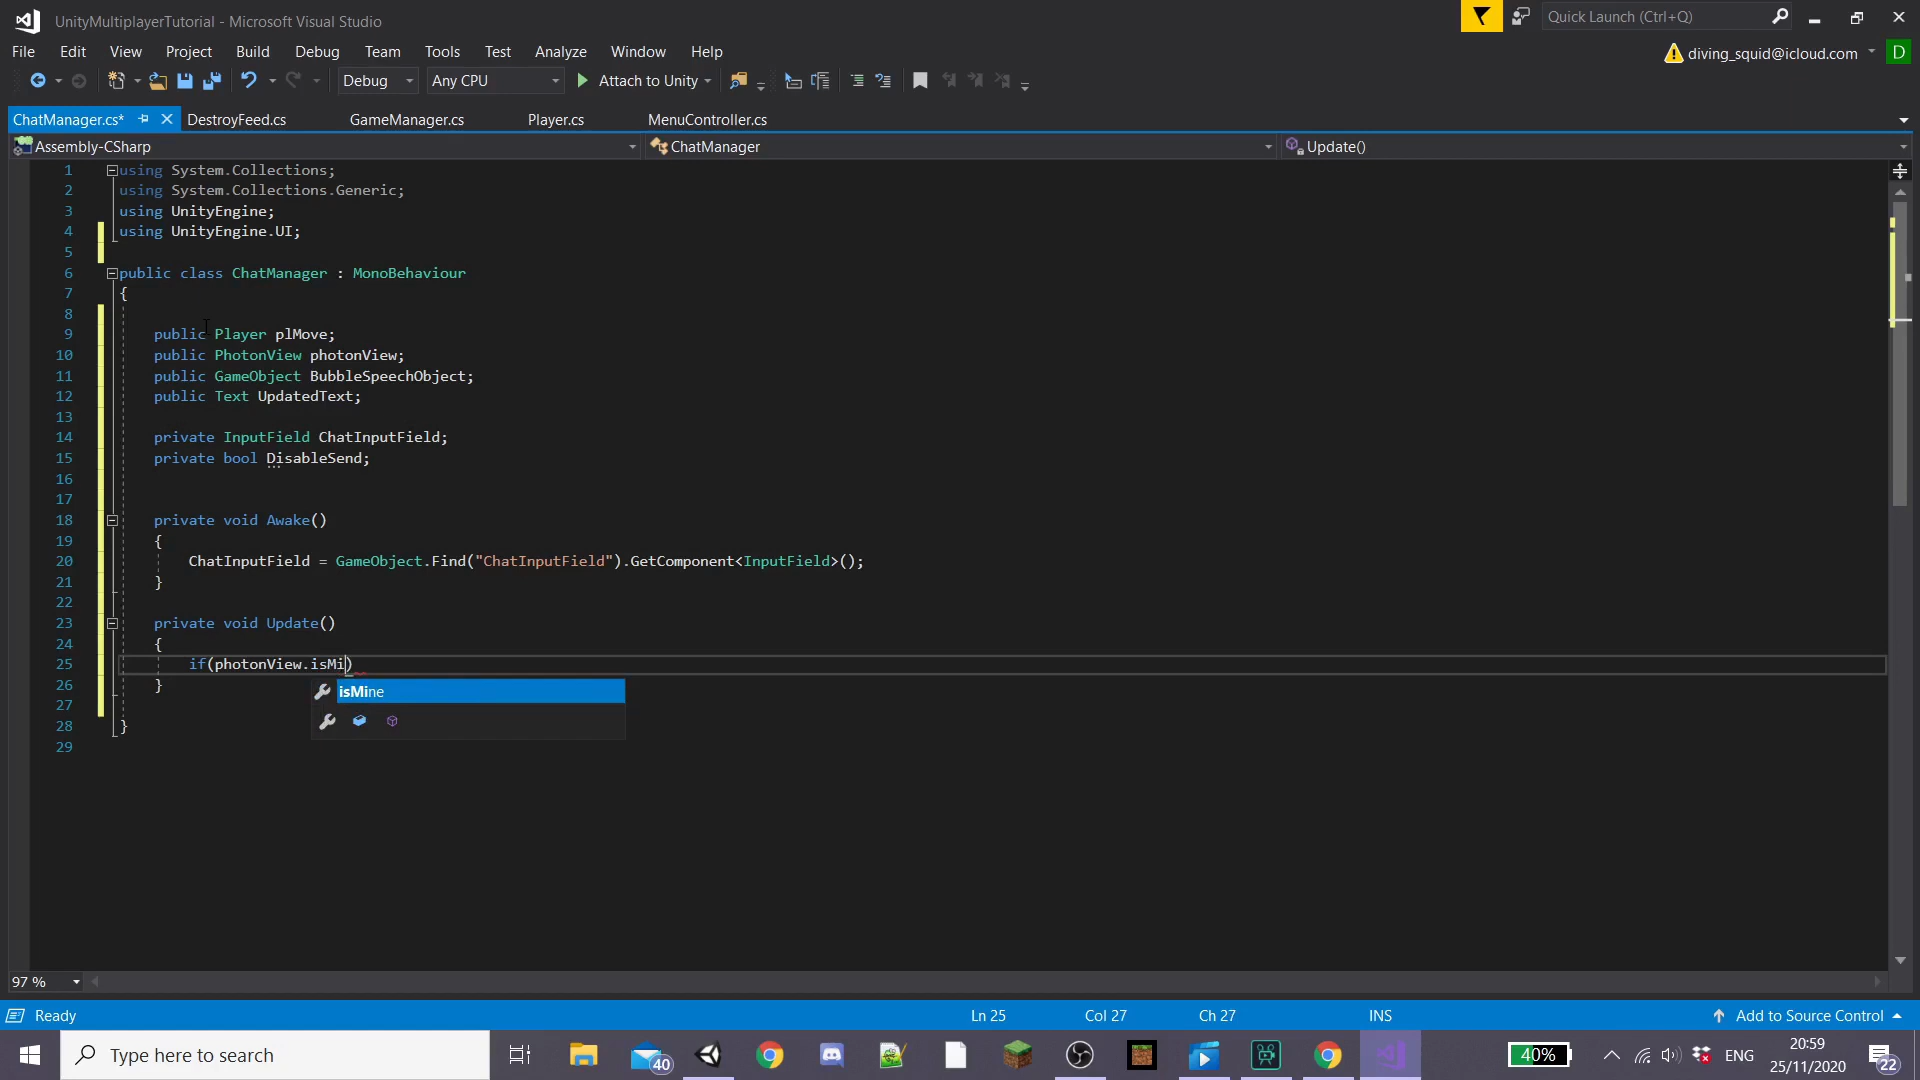 UnityMultiplayerTutorial - Microsoft Visual Studio
Quick Launch (Ctrl+Q)
File Edit View Project Build Debug Team Tools Test Analyze Window Help
diving_squid@icloud.com D
Debug Any CPU Attach to Unity
ChatManager.cs* DestroyFeed.cs GameManager.cs Player.cs MenuController.cs
Assembly-CSharp ChatManager Update()
1 using System.Collections;
2 using System.Collections.Generic;
3 using UnityEngine;
4 using UnityEngine.UI;
5
6 public class ChatManager : MonoBehaviour
7 {
8
9 public Player plMove;
10 public PhotonView photonView;
11 public GameObject BubbleSpeechObject;
12 public Text UpdatedText;
13
14 private InputField ChatInputField;
15 private bool DisableSend;
16
17
18 private void Awake()
19 {
20 ChatInputField = GameObject.Find("ChatInputField").GetComponent<InputField>();
21 }
22
23 private void Update()
24 {
25 if(photonView.isMi)
26 }
isMine
27
28 }
29
97 %
Ready Ln 25 Col 27 Ch 27 INS Add to Source Control
Type here to search 40 40% ENG 20:59
25/11/2020 22